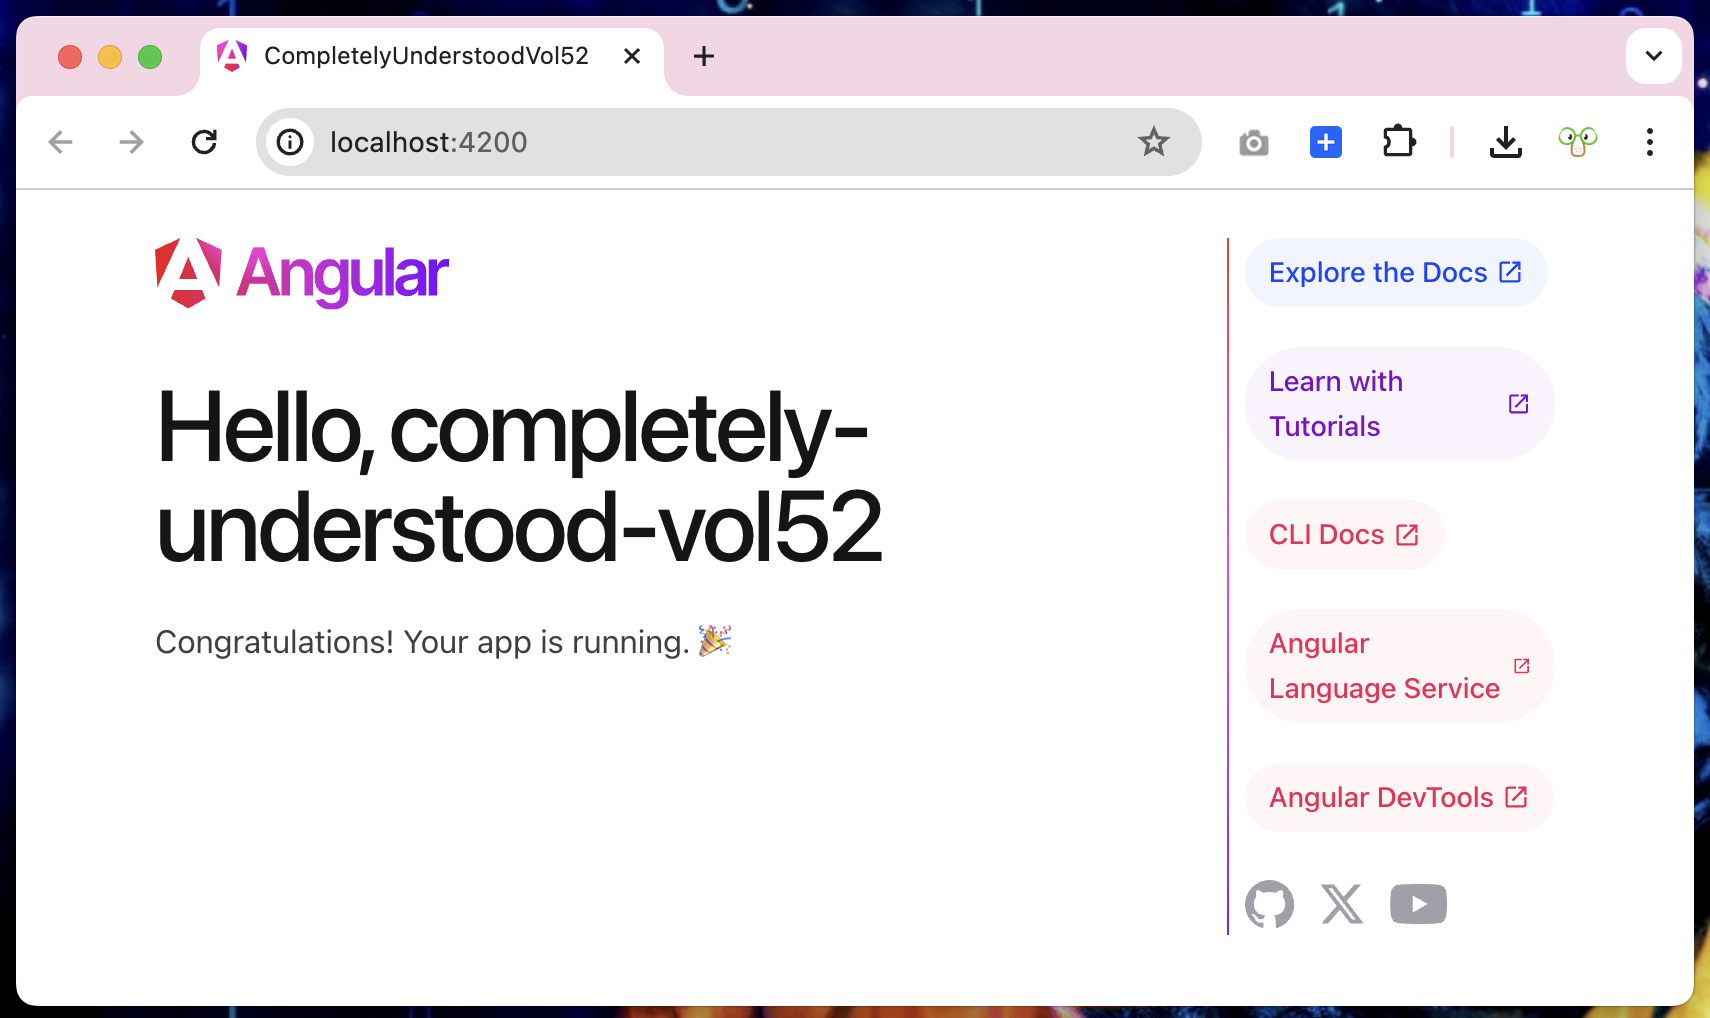 CompletelyUnderstoodVol52
localhost:4200
Angular
Hello, completely-
understood-vol52
Congratulations! Your app is running. 🎉
Explore the Docs
Learn with
Tutorials
CLI Docs
Angular
Language Service
Angular DevTools